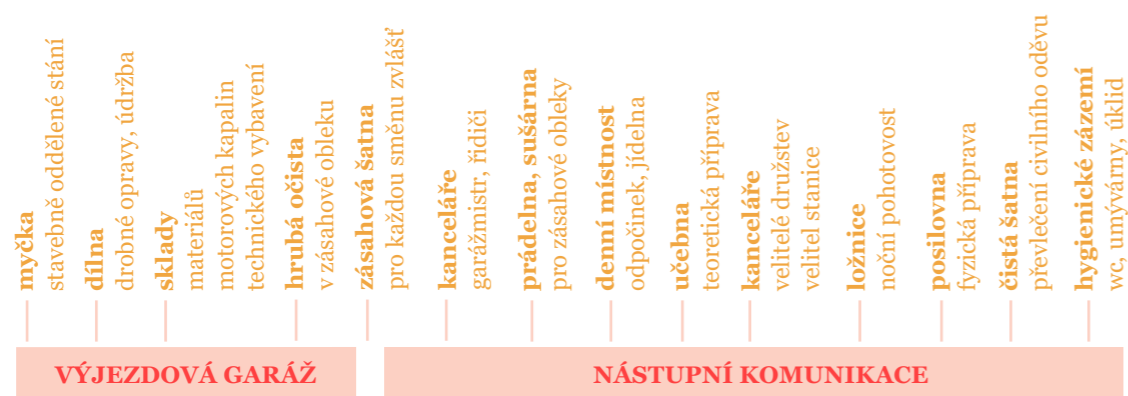 myčka
stavebně oddělené stání
dílna
drobné opravy, údržba
sklady
materiálů
motorových kapalin
technického vybavení
hrubá očista
v zásahové obleku
zásahová šatna
pro každou směnu zvlášť
kanceláře
garážmistr, řidiči
prádelna, sušárna
pro zásahové obleky
denní místnost
odpočinek, jídelna
učebna
teoretická příprava
kanceláře
velitelé družstev
velitel stanice
ložnice
noční pohotovost
posilovna
fyzická příprava
čistá šatna
převlečení civilního oděvu
hygienické zázemí
wc, umývárny, úklid
VÝJEZDOVÁ GARÁŽ
NÁSTUPNÍ KOMUNIKACE